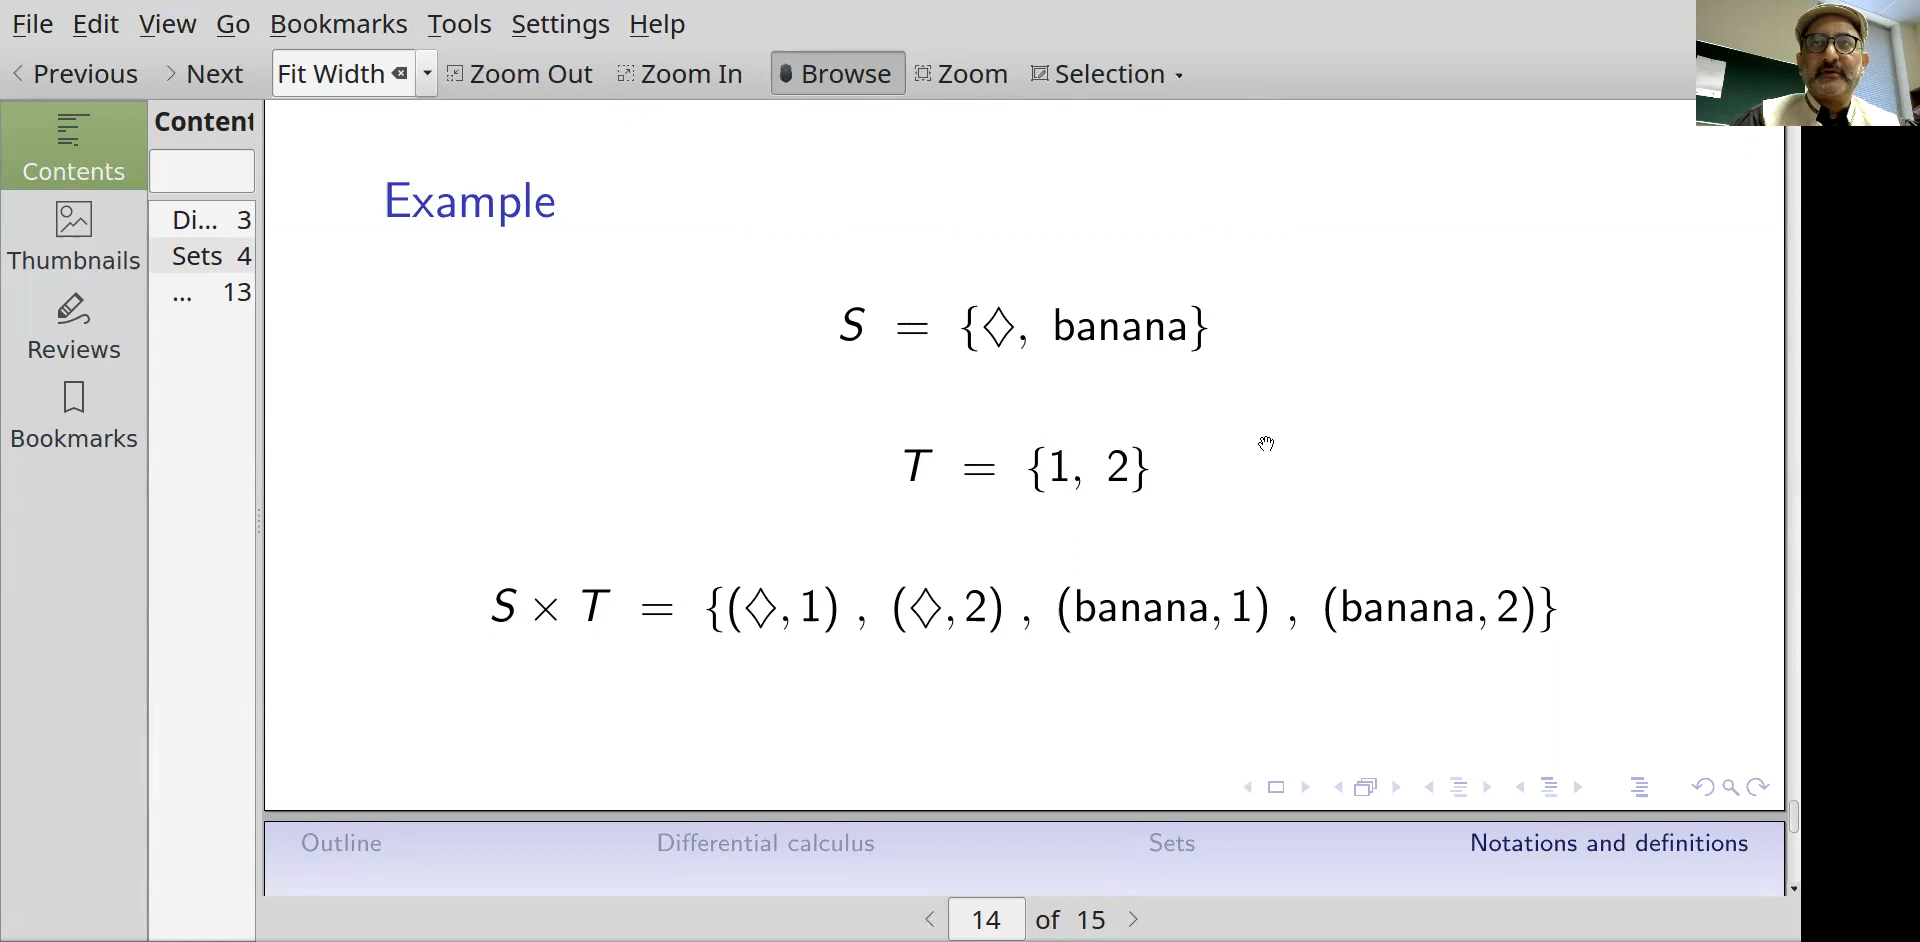 File Edit View Go Bookmarks Tools Settings Help
< Previous > Next Fit Width Zoom Out Zoom In Browse Zoom Selection
Contents
Thumbnails
Reviews
Bookmarks
Content
Di... 3
Sets 4
... 13
Example
S = {♢, banana}
T = {1, 2}
S × T = {(♢, 1) , (♢, 2) , (banana, 1) , (banana, 2)}
Outline Differential calculus Sets Notations and definitions
< 14 of 15 >